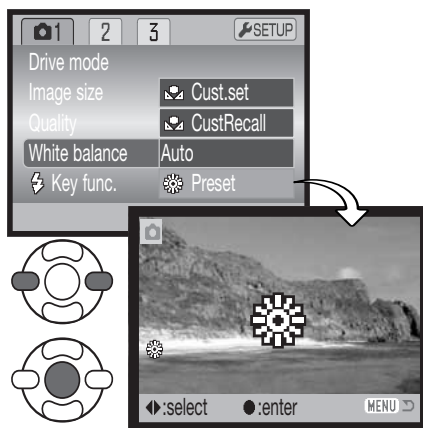 1 2 3 SETUP
Drive mode
Image size Cust.set
Quality CustRecall
White balance Auto
Key func. Preset
:select :enter MENU